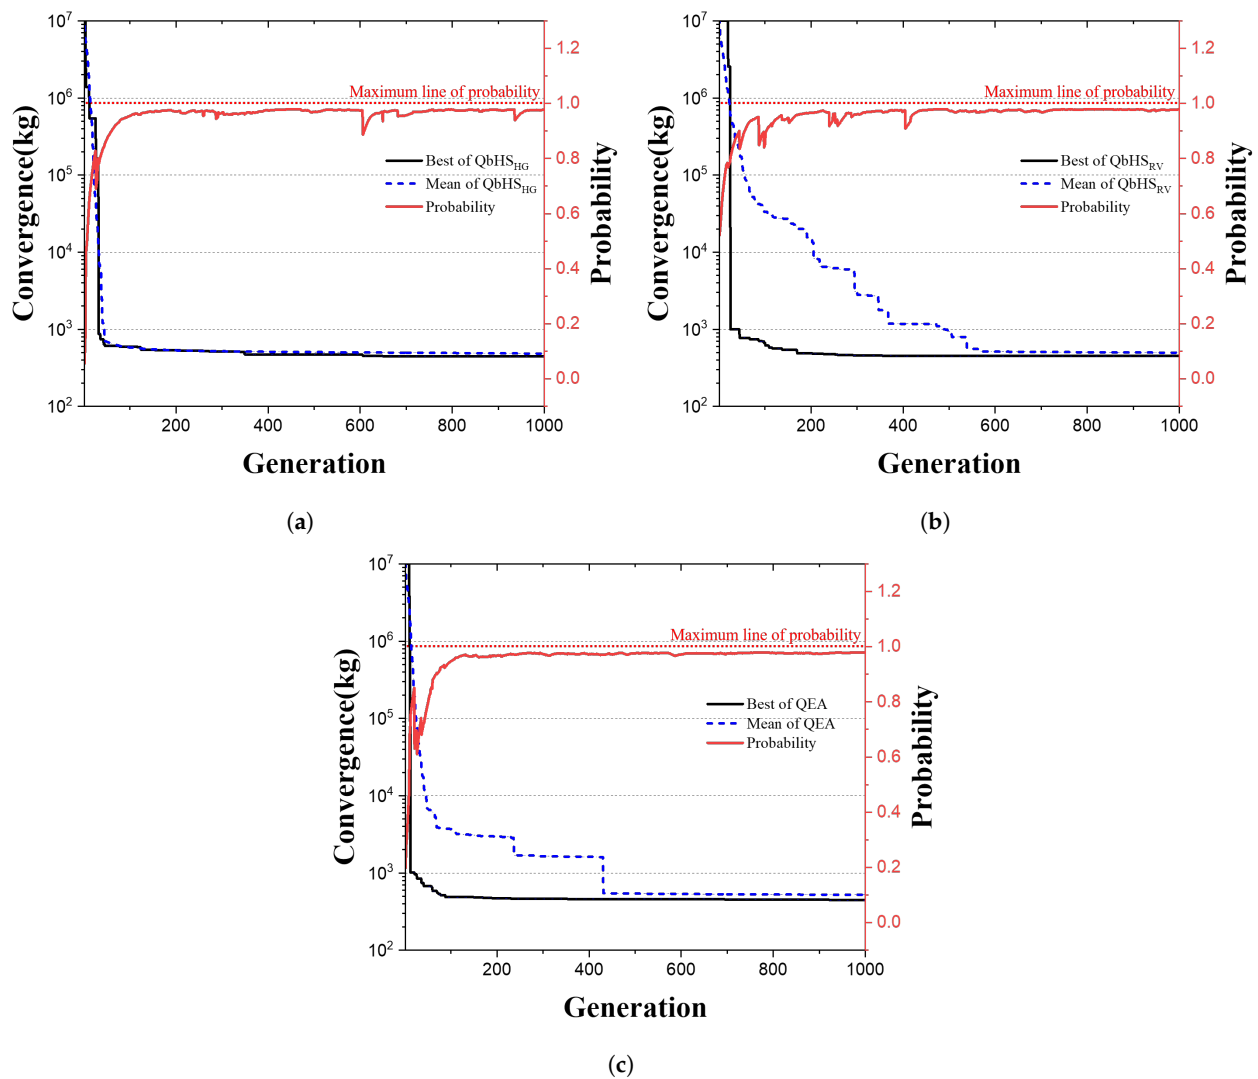 10^7
10^6
10^5
10^4
10^3
10^2
Convergence(kg)
200 400 600 800 1000
Generation
1.2
1.0
0.8
0.6
0.4
0.2
0.0
Probability
Maximum line of probability
Best of QbHS_HG
Mean of QbHS_HG
Probability
(a)
10^7
10^6
10^5
10^4
10^3
10^2
Convergence(kg)
200 400 600 800 1000
Generation
1.2
1.0
0.8
0.6
0.4
0.2
0.0
Probability
Maximum line of probability
Best of QbHS_RV
Mean of QbHS_RV
Probability
(b)
10^7
10^6
10^5
10^4
10^3
10^2
Convergence(kg)
200 400 600 800 1000
Generation
1.2
1.0
0.8
0.6
0.4
0.2
0.0
Probability
Maximum line of probability
Best of QEA
Mean of QEA
Probability
(c)